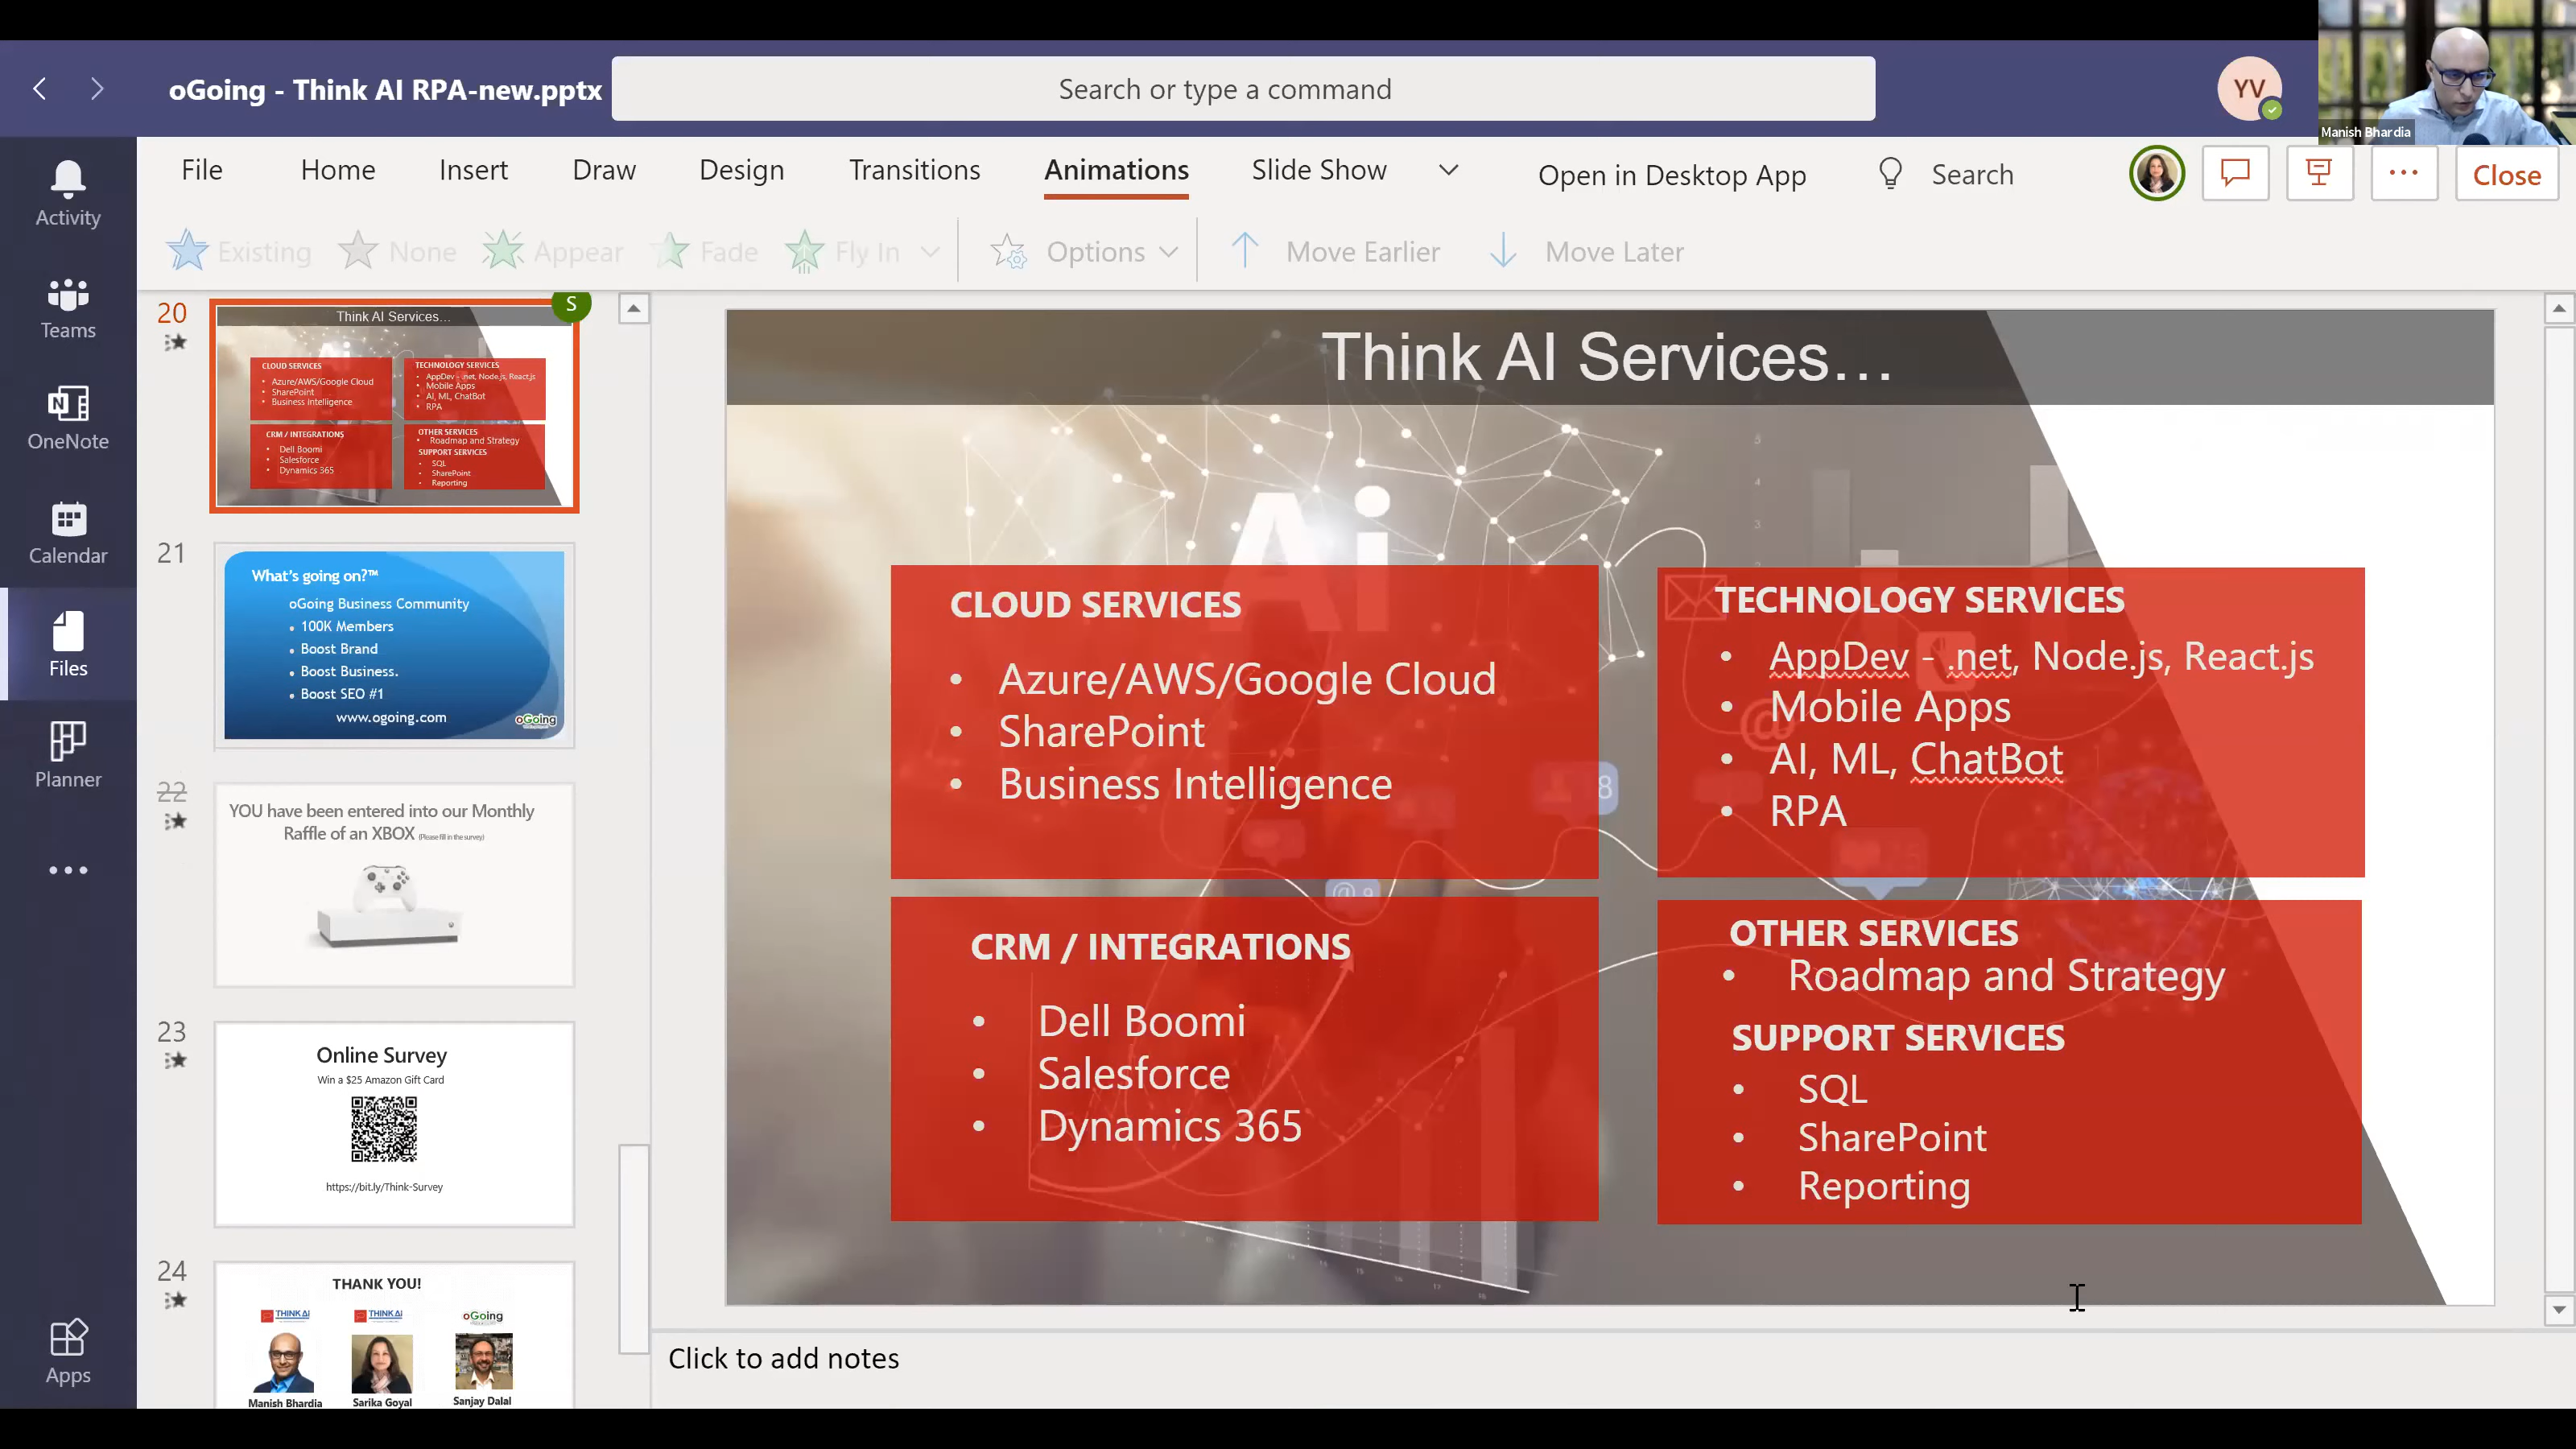 oGoing - Think AI RPA-new.pptx
Search or type a command
YV
Manish Bhardia
File Home Insert Draw Design Transitions Animations Slide Show Open in Desktop App Search Close
Existing None Appear Fade Fly In Options Move Earlier Move Later
Activity
Teams
OneNote
Calendar
Files
Planner
Apps
20
S
Think AI Services...
CLOUD SERVICES
• Azure/AWS/Google Cloud
• SharePoint
• Business Intelligence
TECHNOLOGY SERVICES
• AppDev - .net, Node.js, React.js
• Mobile Apps
• AI, ML, ChatBot
• RPA
CRM / INTEGRATIONS
• Dell Boomi
• Salesforce
• Dynamics 365
OTHER SERVICES
• Roadmap and Strategy
SUPPORT SERVICES
• SQL
• SharePoint
• Reporting
21
What's going on?™
oGoing Business Community
• 100K Members
• Boost Brand
• Boost Business.
• Boost SEO #1
www.ogoing.com
oGoing
22
YOU have been entered into our Monthly
Raffle of an XBOX (Please fill in the survey)
23
Online Survey
Win a $25 Amazon Gift Card
https://bit.ly/Think-Survey
24
THANK YOU!
THINK AI THINK AI oGoing
Manish Bhardia Sarika Goyal Sanjay Dalal
Think AI Services...
Ai
CLOUD SERVICES
• Azure/AWS/Google Cloud
• SharePoint
• Business Intelligence
TECHNOLOGY SERVICES
• AppDev - .net, Node.js, React.js
• Mobile Apps
• AI, ML, ChatBot
• RPA
CRM / INTEGRATIONS
• Dell Boomi
• Salesforce
• Dynamics 365
OTHER SERVICES
• Roadmap and Strategy
SUPPORT SERVICES
• SQL
• SharePoint
• Reporting
Click to add notes